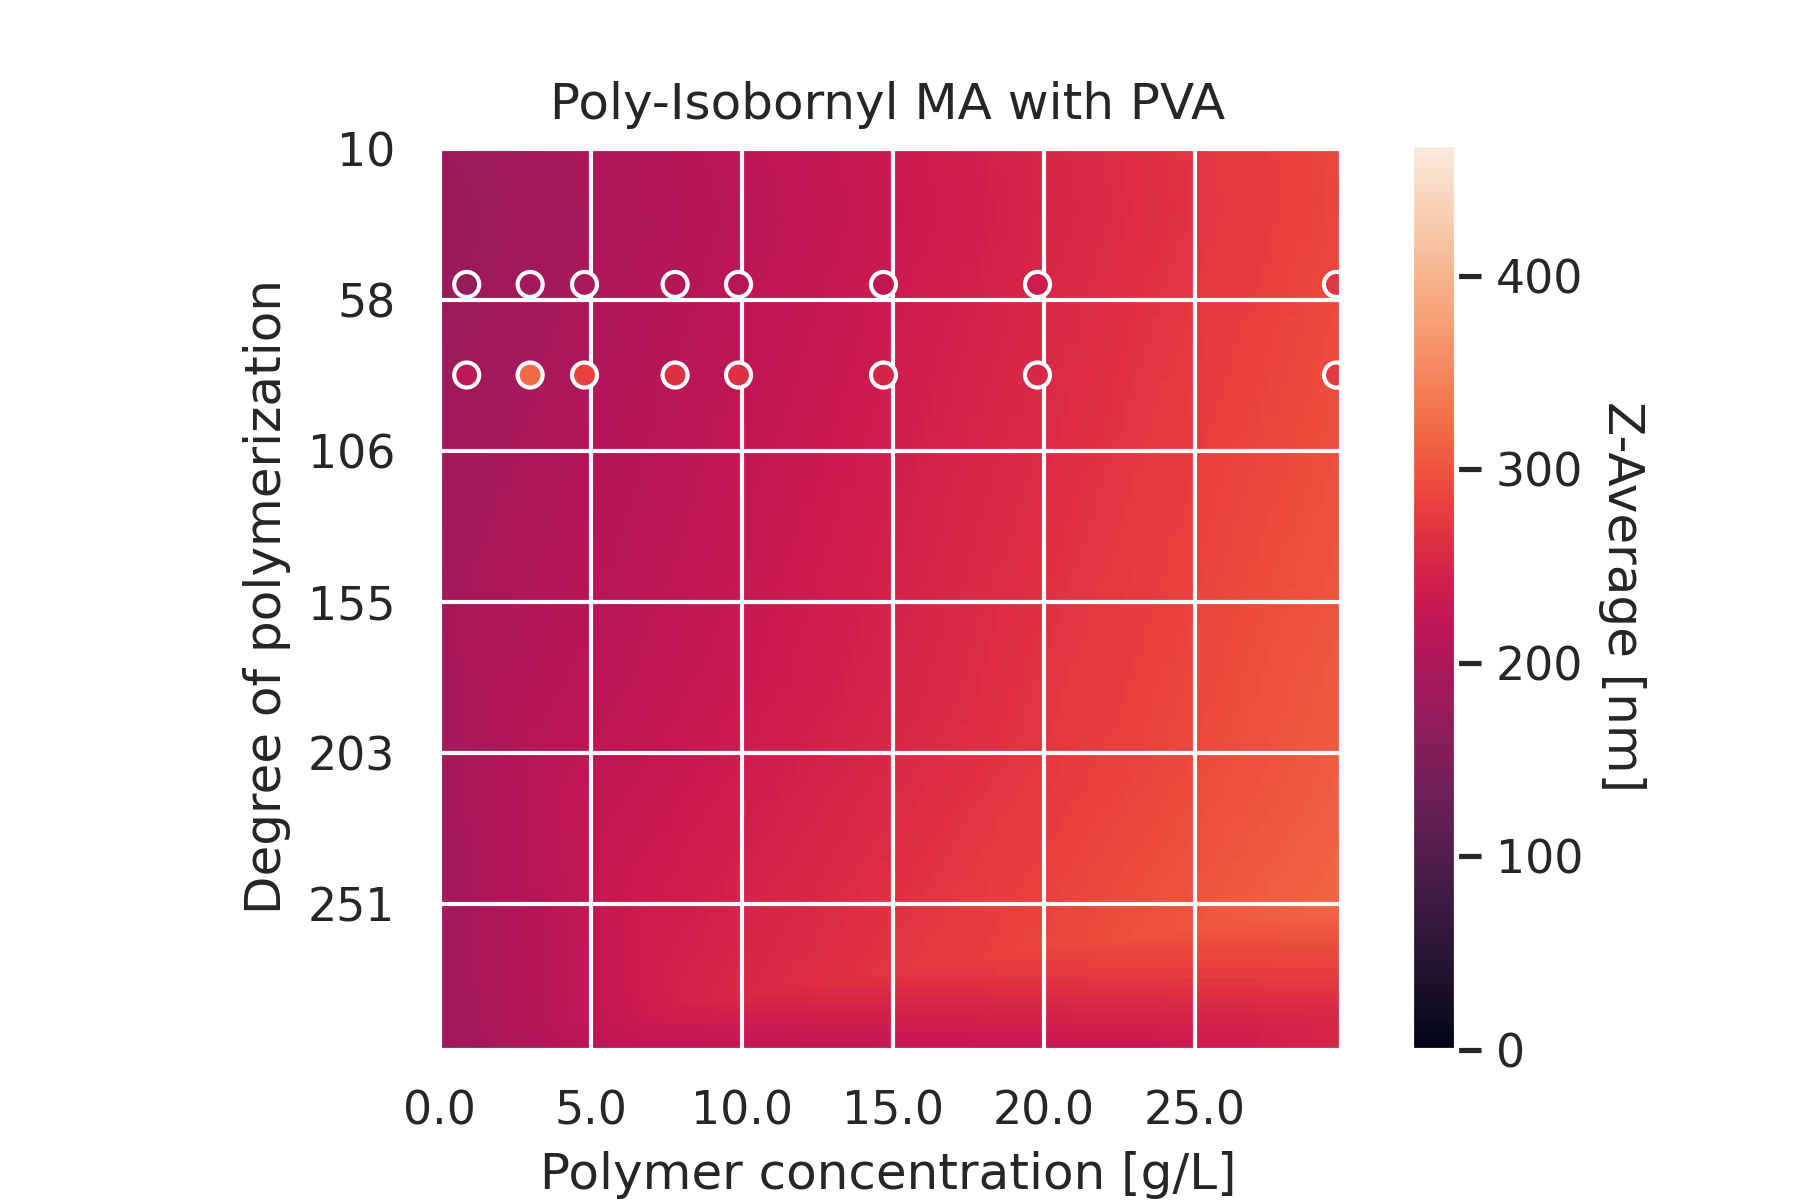 Poly-Isobornyl MA with PVA
10
58
106
155
203
251
Degree of polymerization
0.0 5.0 10.0 15.0 20.0 25.0
Polymer concentration [g/L]
400
300
200
100
0
Z-Average [nm]